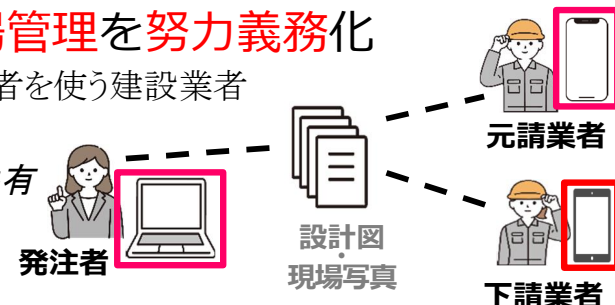 場管理を努力義務化
者を使う建設業者
有
元請業者
発注者
設計図
・
現場写真
下請業者